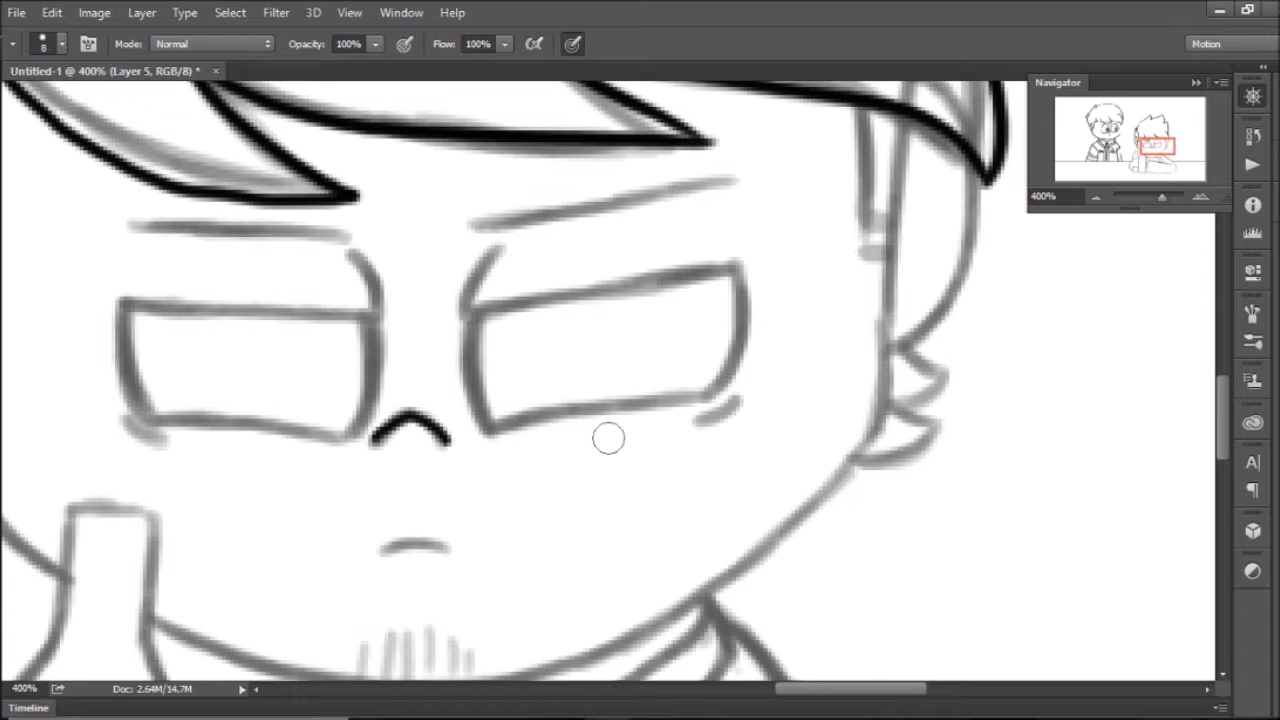 File Edit Image Layer Type Select Filter 3D View Window Help
8 Mode: Normal Opacity: 100% Flow: 100% Motion
Untitled-1 @ 400% (Layer 5, RGB/8) * ×
Navigator
400%
400% Doc: 2.64M/14.7M
Timeline